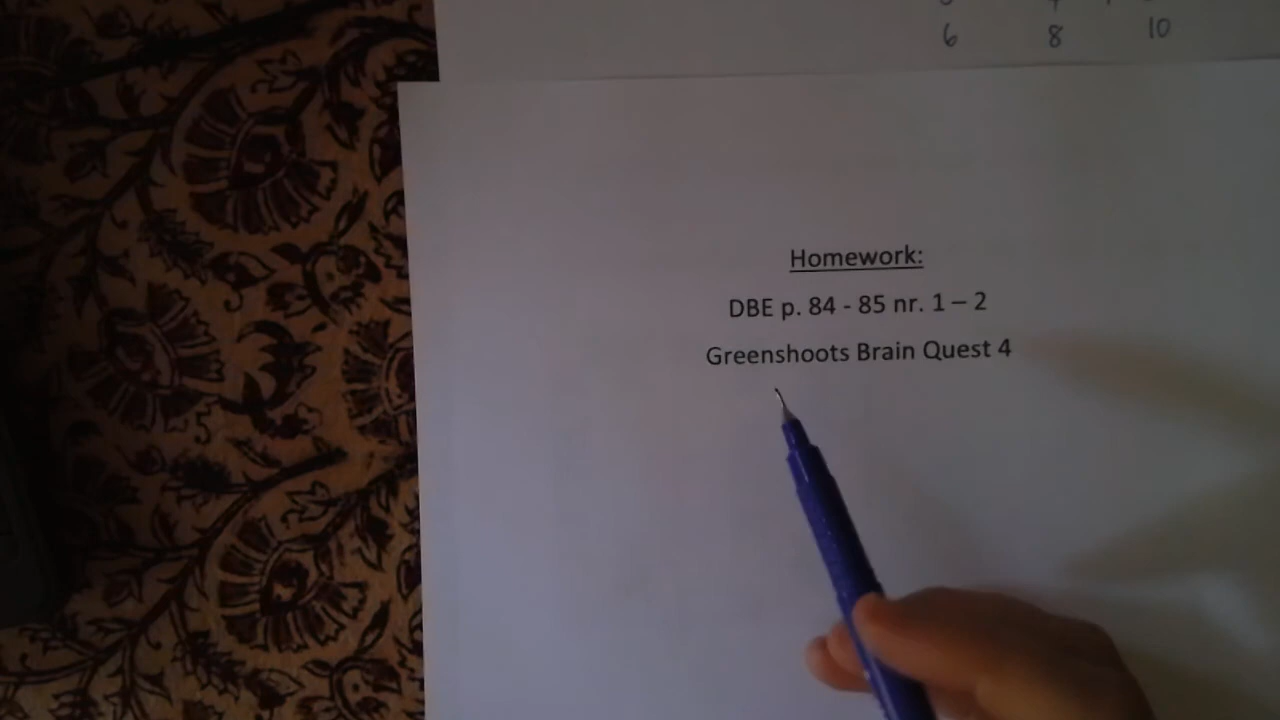 6 8 10
Homework:
DBE p. 84 - 85 nr. 1 – 2
Greenshoots Brain Quest 4